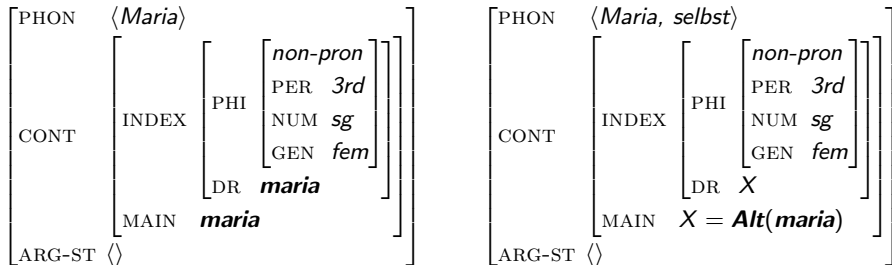 PHON ⟨Maria⟩
CONT
INDEX
PHI
non-pron
PER 3rd
NUM sg
GEN fem
DR maria
MAIN maria
ARG-ST ⟨⟩
PHON ⟨Maria, selbst⟩
CONT
INDEX
PHI
non-pron
PER 3rd
NUM sg
GEN fem
DR X
MAIN X = Alt(maria)
ARG-ST ⟨⟩